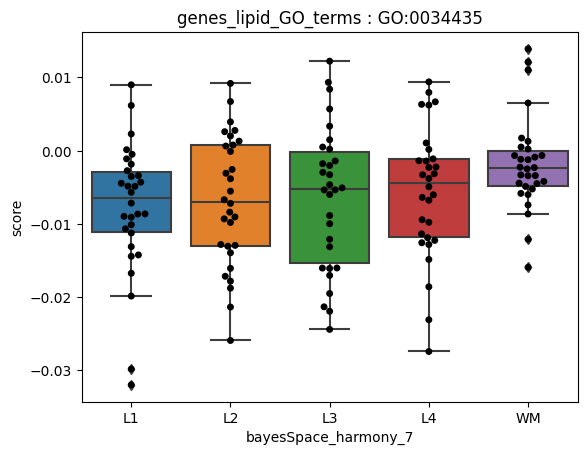 genes_lipid_GO_terms : GO:0034435
0.01
0.00
−0.01
−0.02
−0.03
score
L1 L2 L3 L4 WM
bayesSpace_harmony_7